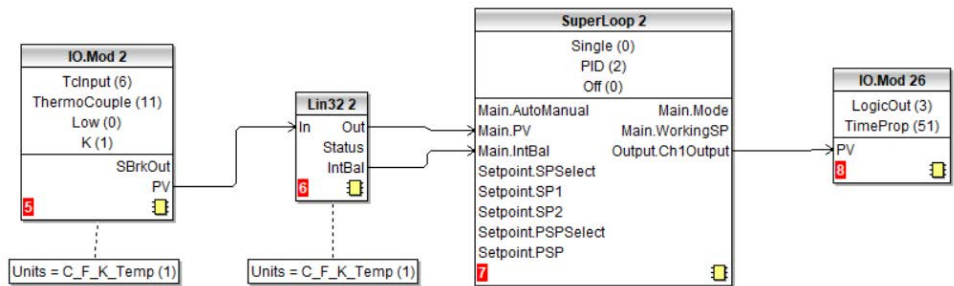 IO.Mod 2
TcInput (6)
ThermoCouple (11)
Low (0)
K (1)
SBrkOut
PV
5
Units = C_F_K_Temp (1)
Lin32 2
In Out
Status
IntBal
6
Units = C_F_K_Temp (1)
SuperLoop 2
Single (0)
PID (2)
Off (0)
Main.AutoManual Main.Mode
Main.PV Main.WorkingSP
Main.IntBal Output.Ch1Output
Setpoint.SPSelect
Setpoint.SP1
Setpoint.SP2
Setpoint.PSPSelect
Setpoint.PSP
7
IO.Mod 26
LogicOut (3)
TimeProp (51)
PV
8